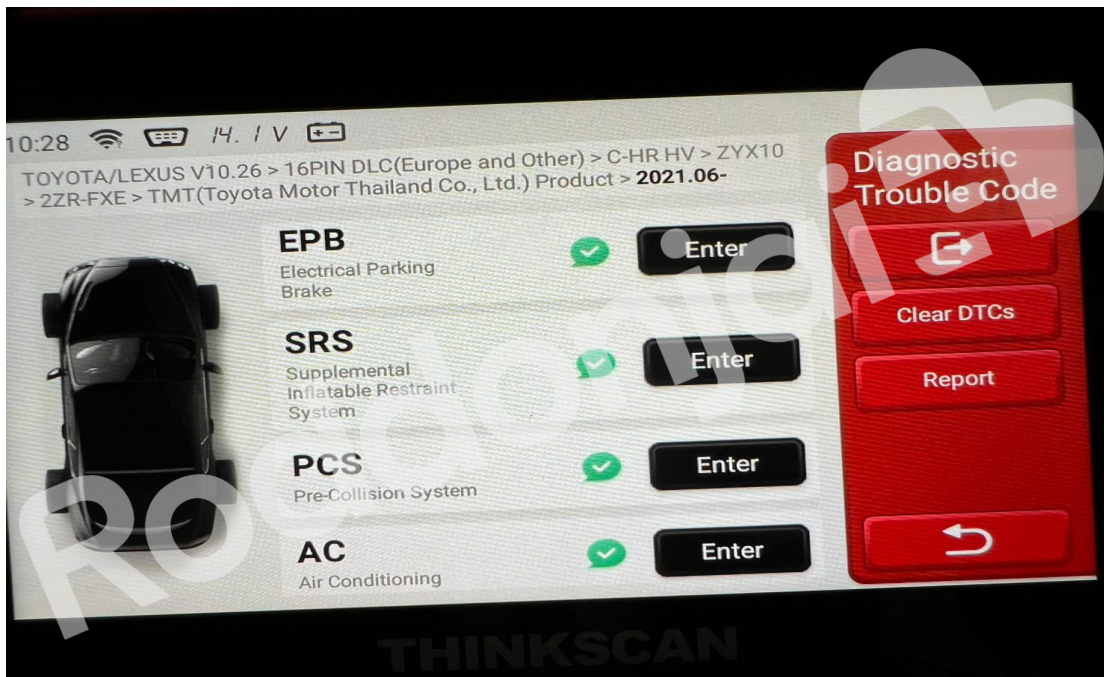 10:28 14.1 V
TOYOTA/LEXUS V10.26 > 16PIN DLC(Europe and Other) > C-HR HV > ZYX10
> 2ZR-FXE > TMT(Toyota Motor Thailand Co., Ltd.) Product > 2021.06-
Diagnostic
Trouble Code
EPB
Electrical Parking
Brake
Enter
SRS
Supplemental
Inflatable Restraint
System
Enter
PCS
Pre-Collision System
Enter
AC
Air Conditioning
Enter
Clear DTCs
Report
THINKSCAN